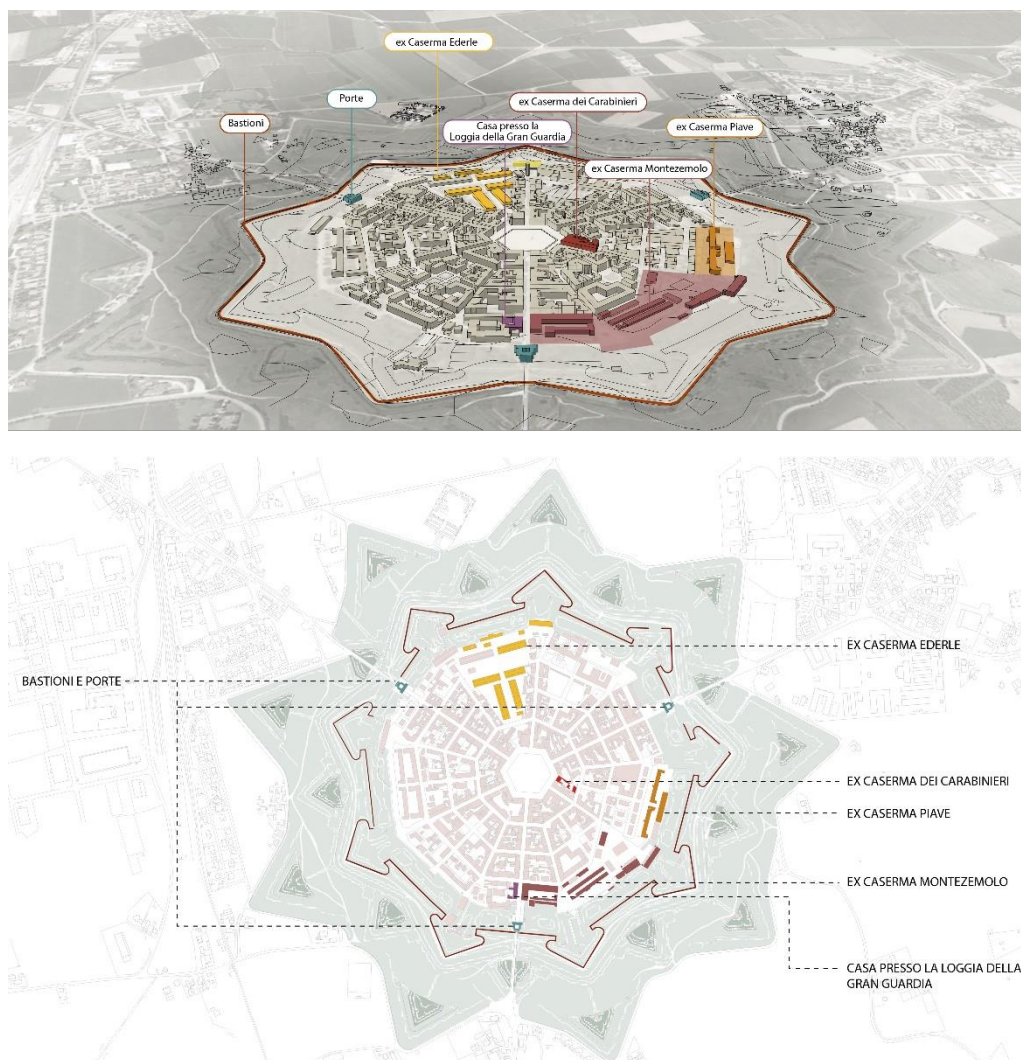 ex Caserma Ederle
Porte
ex Caserma dei Carabinieri
Bastioni
Casa presso la
Loggia della Gran Guardia
ex Caserma Piave
ex Caserma Montezemolo
EX CASERMA EDERLE
BASTIONI E PORTE
EX CASERMA DEI CARABINIERI
EX CASERMA PIAVE
EX CASERMA MONTEZEMOLO
CASA PRESSO LA LOGGIA DELLA
GRAN GUARDIA